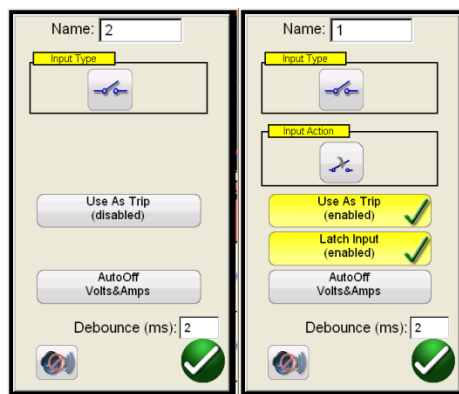 Name: 2
Input Type
Use As Trip
(disabled)
AutoOff
Volts&Amps
Debounce (ms): 2
Name: 1
Input Type
Input Action
Use As Trip
(enabled)
Latch Input
(enabled)
AutoOff
Volts&Amps
Debounce (ms): 2